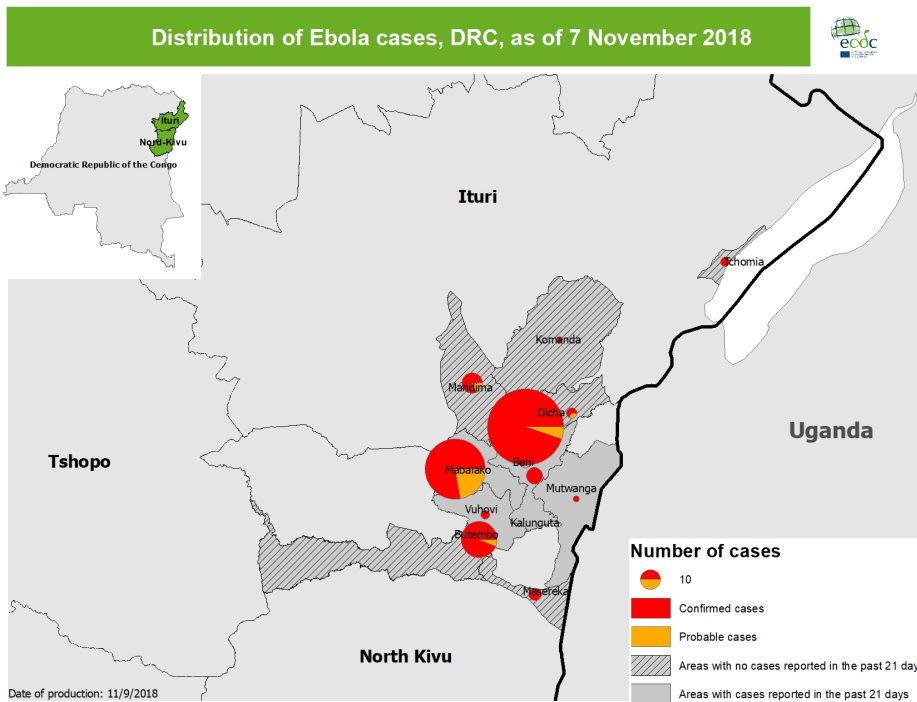 Distribution of Ebola cases, DRC, as of 7 November 2018
ecdc
Ituri
Nord-Kivu
Democratic Republic of the Congo
Ituri
Tchomia
Komanda
Mandima
Oicha
Uganda
Tshopo
Beni
Mabalako
Mutwanga
Vuhovi
Kalunguta
Butembo
Masereka
North Kivu
Number of cases
10
Confirmed cases
Probable cases
Areas with no cases reported in the past 21 day
Areas with cases reported in the past 21 days
Date of production: 11/9/2018